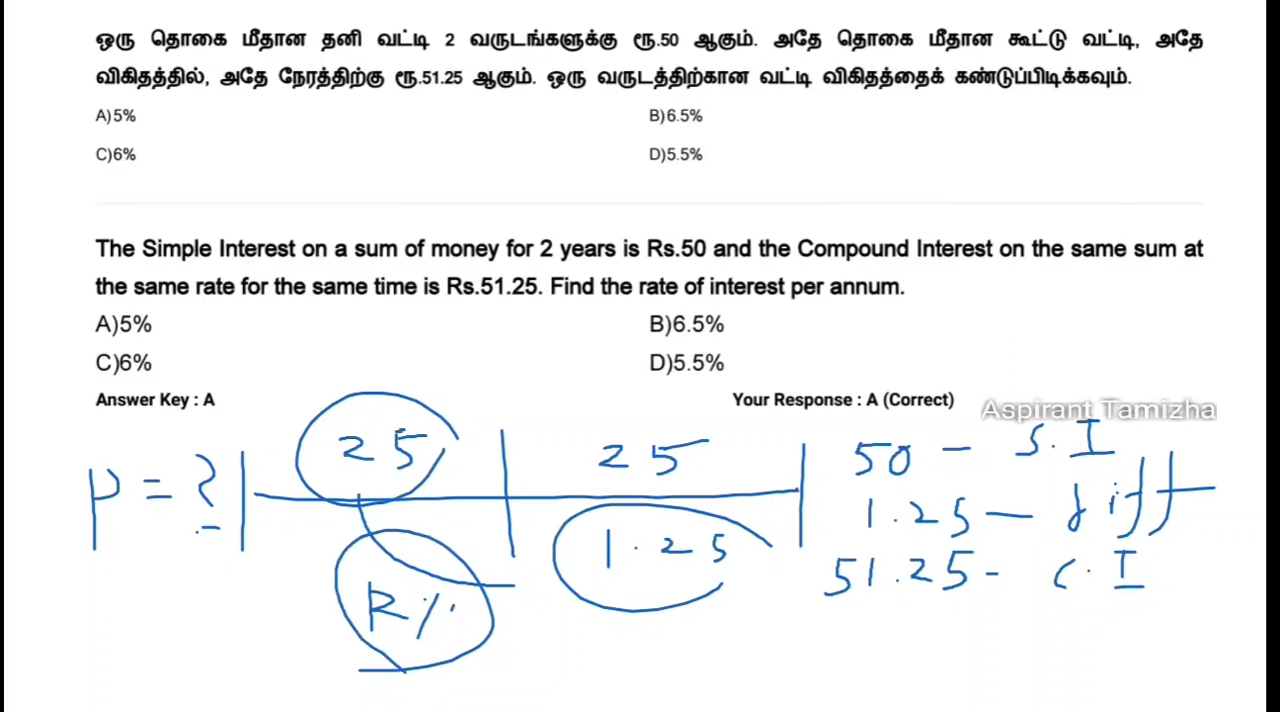 ஒரு தொகை மீதான தனி வட்டி 2 வருடங்களுக்கு ரூ.50 ஆகும். அதே தொகை மீதான கூட்டு வட்டி, அதே
விகிதத்தில், அதே நேரத்திற்கு ரூ.51.25 ஆகும். ஒரு வருடத்திற்கான வட்டி விகிதத்தைக் கண்டுப்பிடிக்கவும்.
A)5% B)6.5%
C)6% D)5.5%
The Simple Interest on a sum of money for 2 years is Rs.50 and the Compound Interest on the same sum at
the same rate for the same time is Rs.51.25. Find the rate of interest per annum.
A)5% B)6.5%
C)6% D)5.5%
Answer Key : A Your Response : A (Correct)
Aspirant Tamizha
P = ? 25 25 50 - S.I
1.25 1.25 - diff
R% 51.25 - C.I